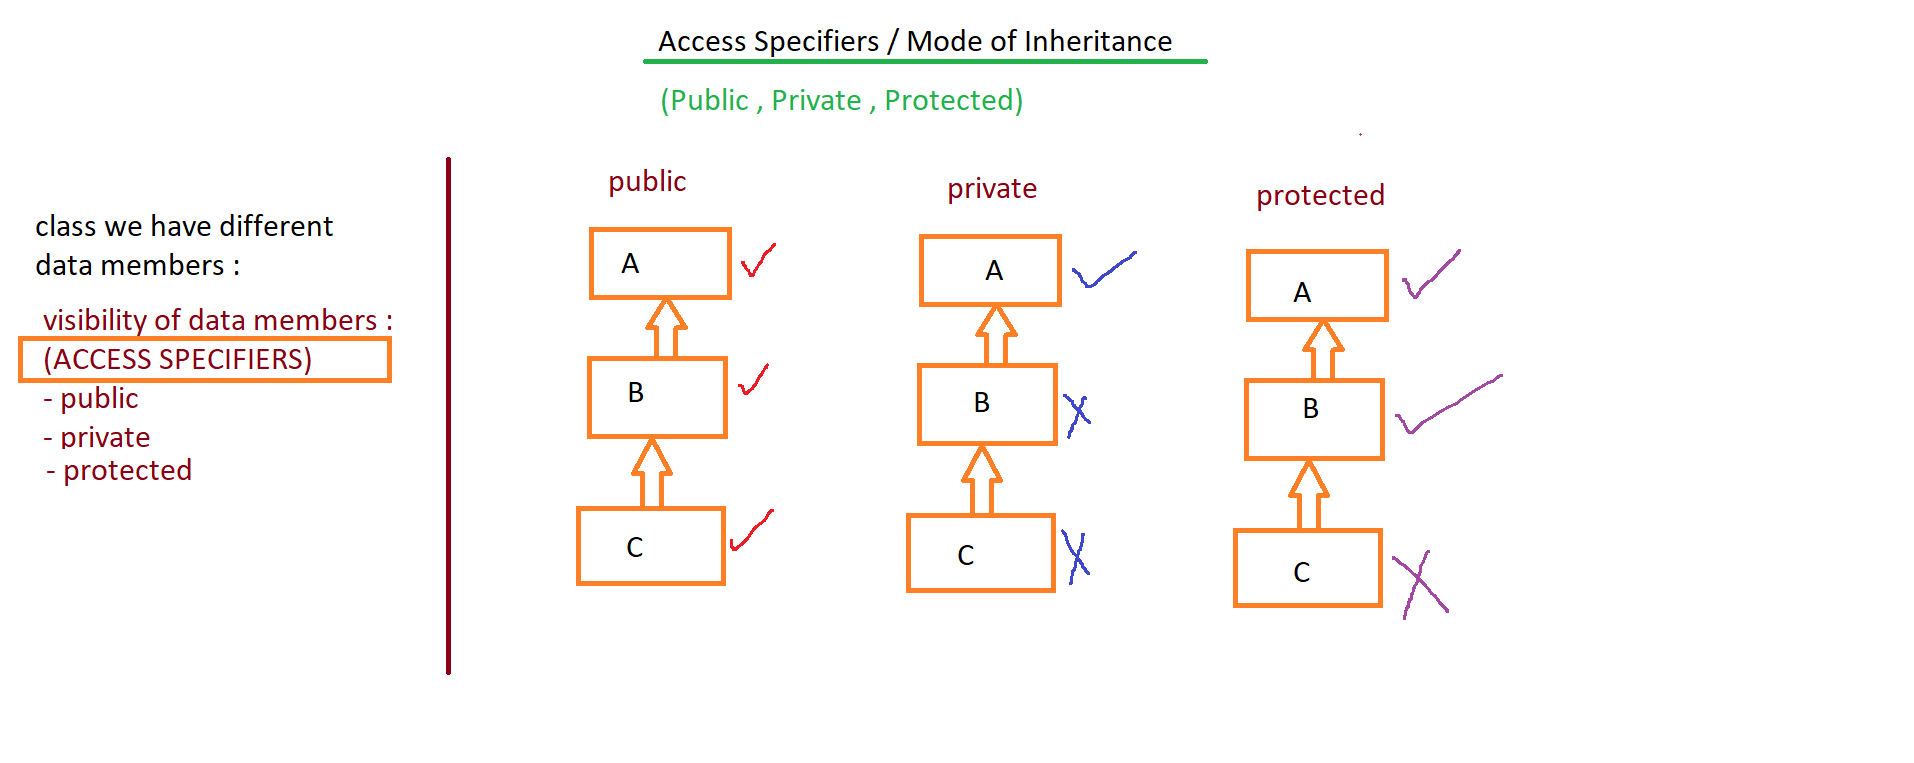 Access Specifiers / Mode of Inheritance
(Public , Private , Protected)
class we have different
data members :
visibility of data members :
(ACCESS SPECIFIERS)
- public
- private
- protected
public
A
B
C
private
A
B
C
protected
A
B
C